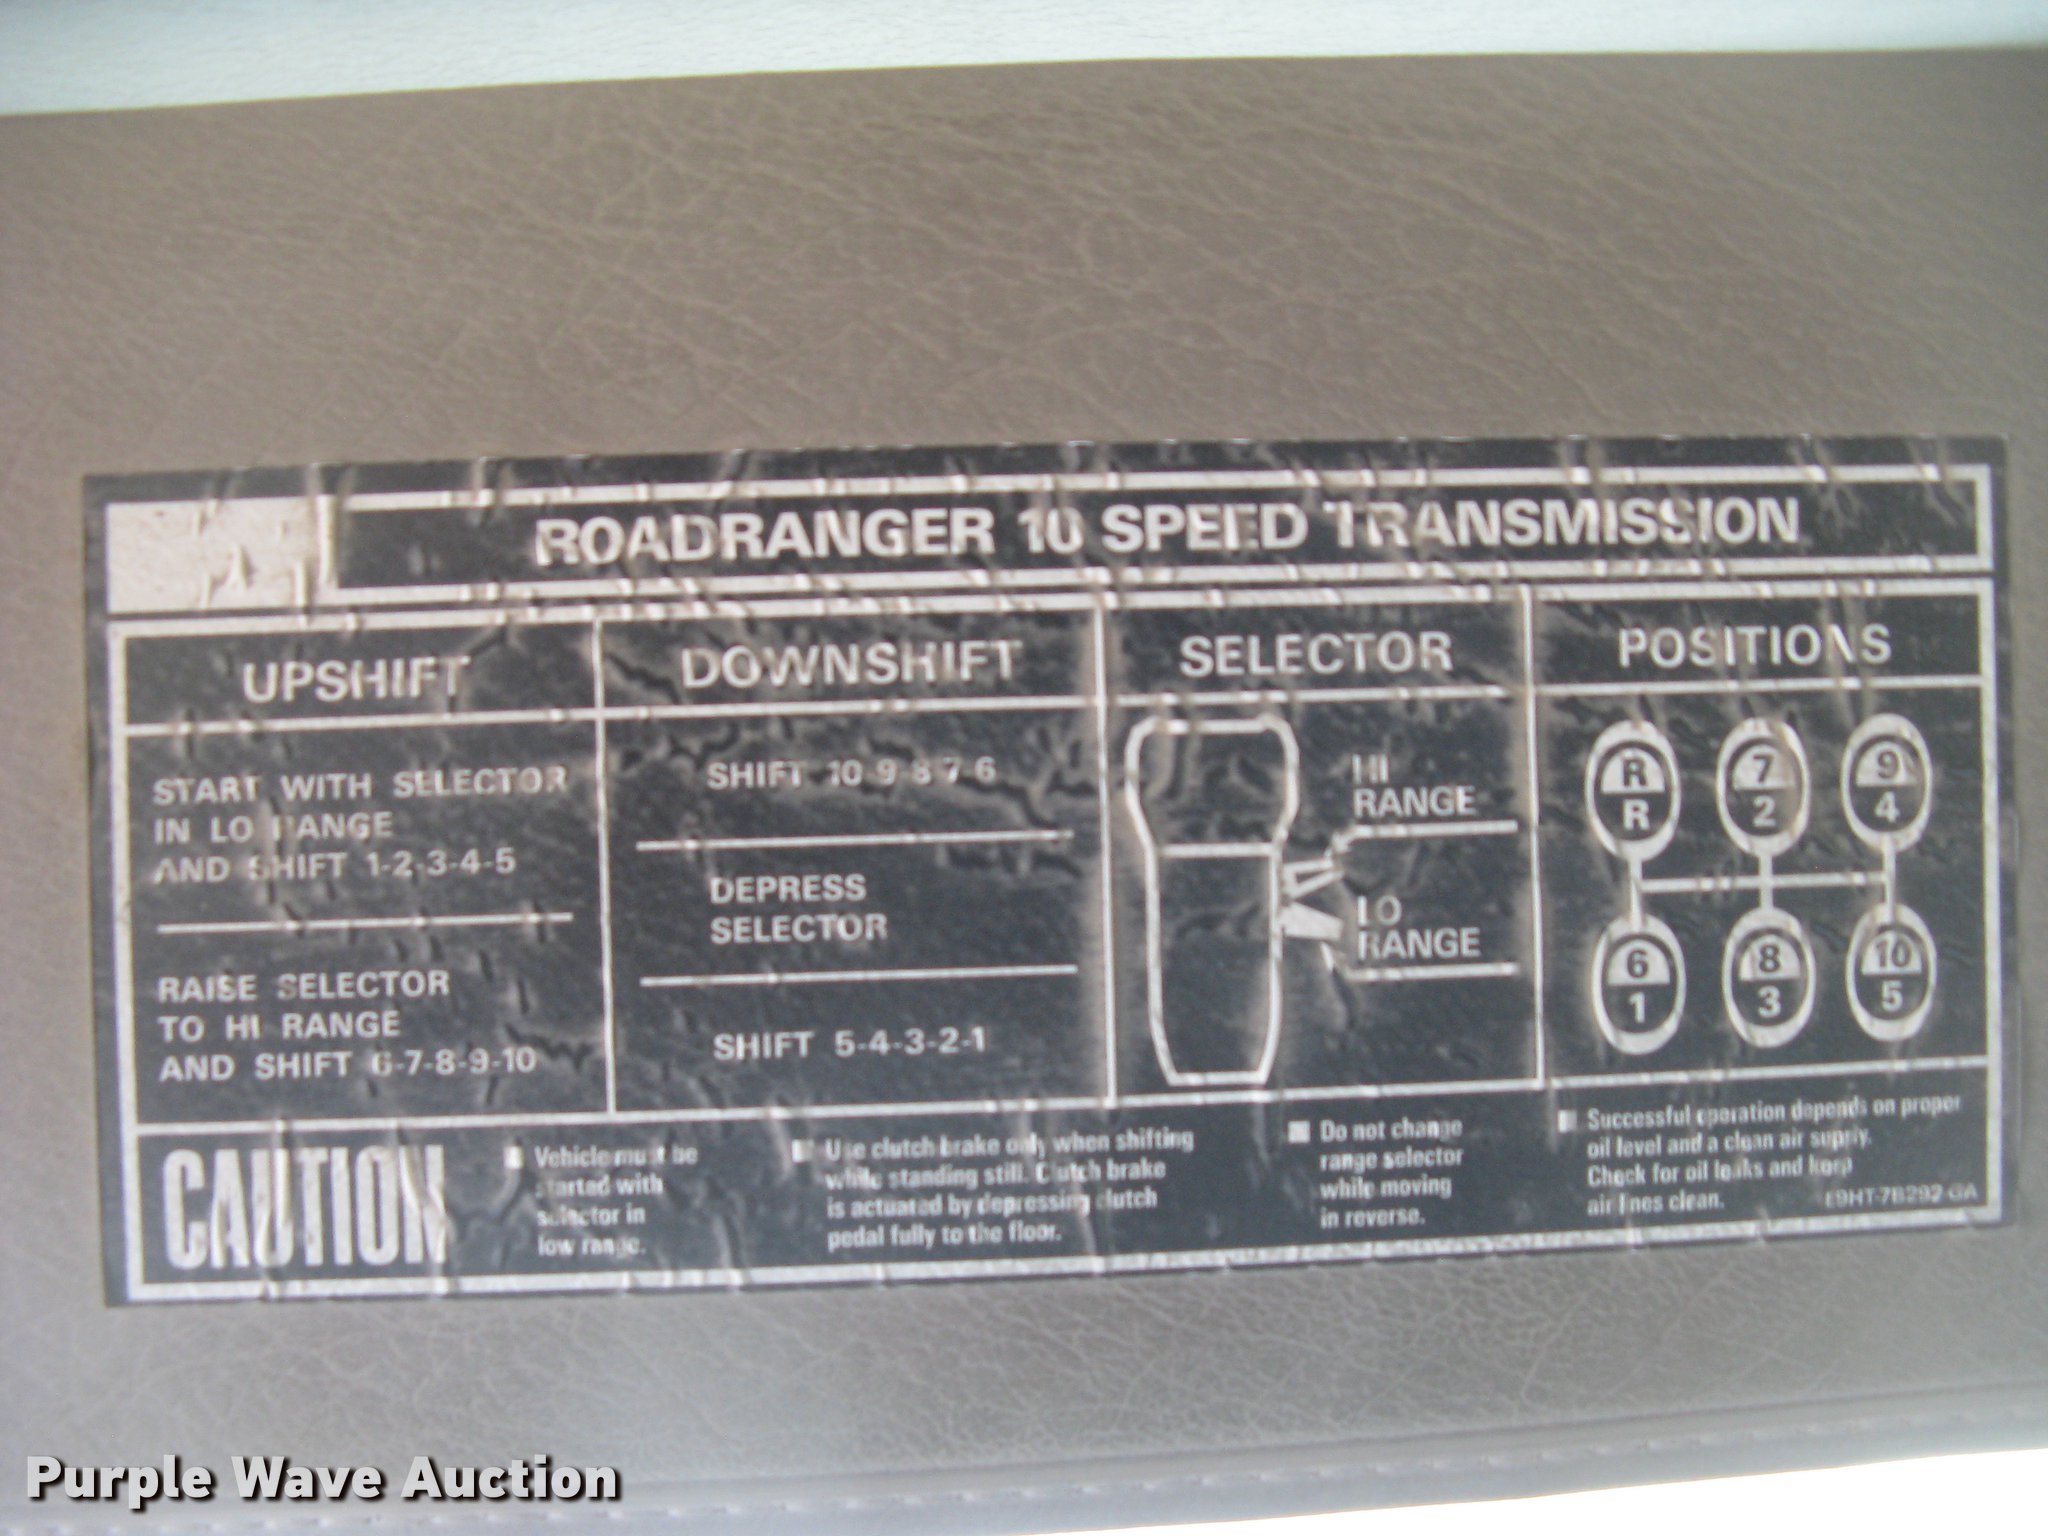 ROADRANGER 10 SPEED TRANSMISSION
UPSHIFT
START WITH SELECTOR
IN LO RANGE
AND SHIFT 1-2-3-4-5
RAISE SELECTOR
TO HI RANGE
AND SHIFT 6-7-8-9-10
DOWNSHIFT
SHIFT 10-9-8-7-6
DEPRESS
SELECTOR
SHIFT 5-4-3-2-1
SELECTOR
HI
RANGE
LO
RANGE
POSITIONS
R 7 9
R 2 4
6 8 10
1 3 5
CAUTION
Vehicle must be
started with
selector in
low range.
Use clutch brake only when shifting
while standing still. Clutch brake
is actuated by depressing clutch
pedal fully to the floor.
Do not change
range selector
while moving
in reverse.
Successful operation depends on proper
oil level and a clean air supply.
Check for oil leaks and keep
air lines clean.
E9HT-7B292-GA
Purple Wave Auction